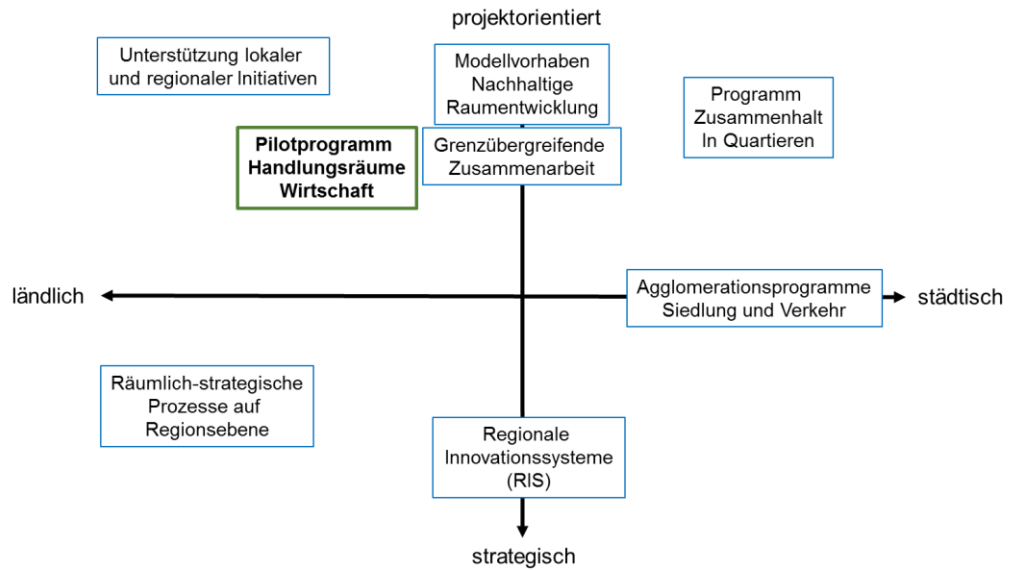 projektorientiert
Unterstützung lokaler
und regionaler Initiativen
Modellvorhaben
Nachhaltige
Raumentwicklung
Programm
Zusammenhalt
In Quartieren
Pilotprogramm
Handlungsräume
Wirtschaft
Grenzübergreifende
Zusammenarbeit
ländlich
Agglomerationsprogramme
Siedlung und Verkehr
städtisch
Räumlich-strategische
Prozesse auf
Regionsebene
Regionale
Innovationssysteme
(RIS)
strategisch